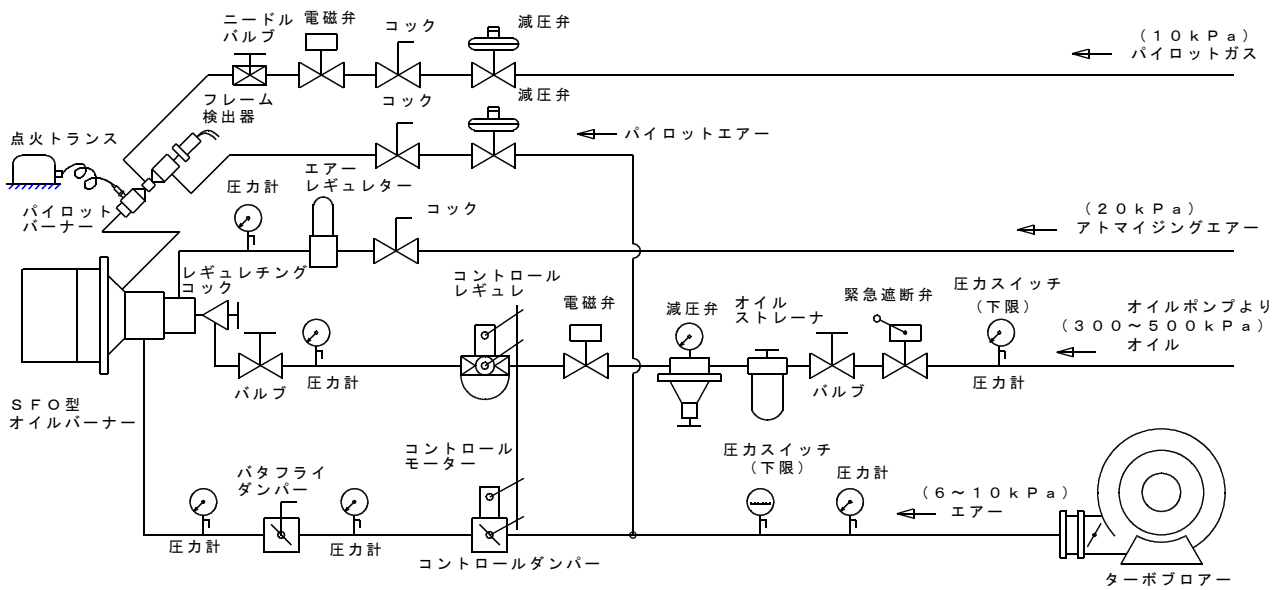 ニードル
バルブ
電磁弁
コック
減圧弁
（１０ｋＰａ）
パイロットガス
フレーム
検出器
コック
減圧弁
パイロットエアー
点火トランス
エアー
レギュレター
圧力計
コック
（２０ｋＰａ）
アトマイジングエアー
パイロット
バーナー
レギュレチング
コック
コントロール
レギュレ
電磁弁
減圧弁
オイル
ストレーナ
緊急遮断弁
圧力スイッチ
（下限）
オイルポンプより
（３００～５００ｋＰａ）
オイル
バルブ
圧力計
バルブ
圧力計
ＳＦＯ型
オイルバーナー
バタフライ
ダンパー
コントロール
モーター
圧力スイッチ
（下限）
圧力計
（６～１０ｋＰａ）
エアー
圧力計
圧力計
コントロールダンパー
ターボブロアー